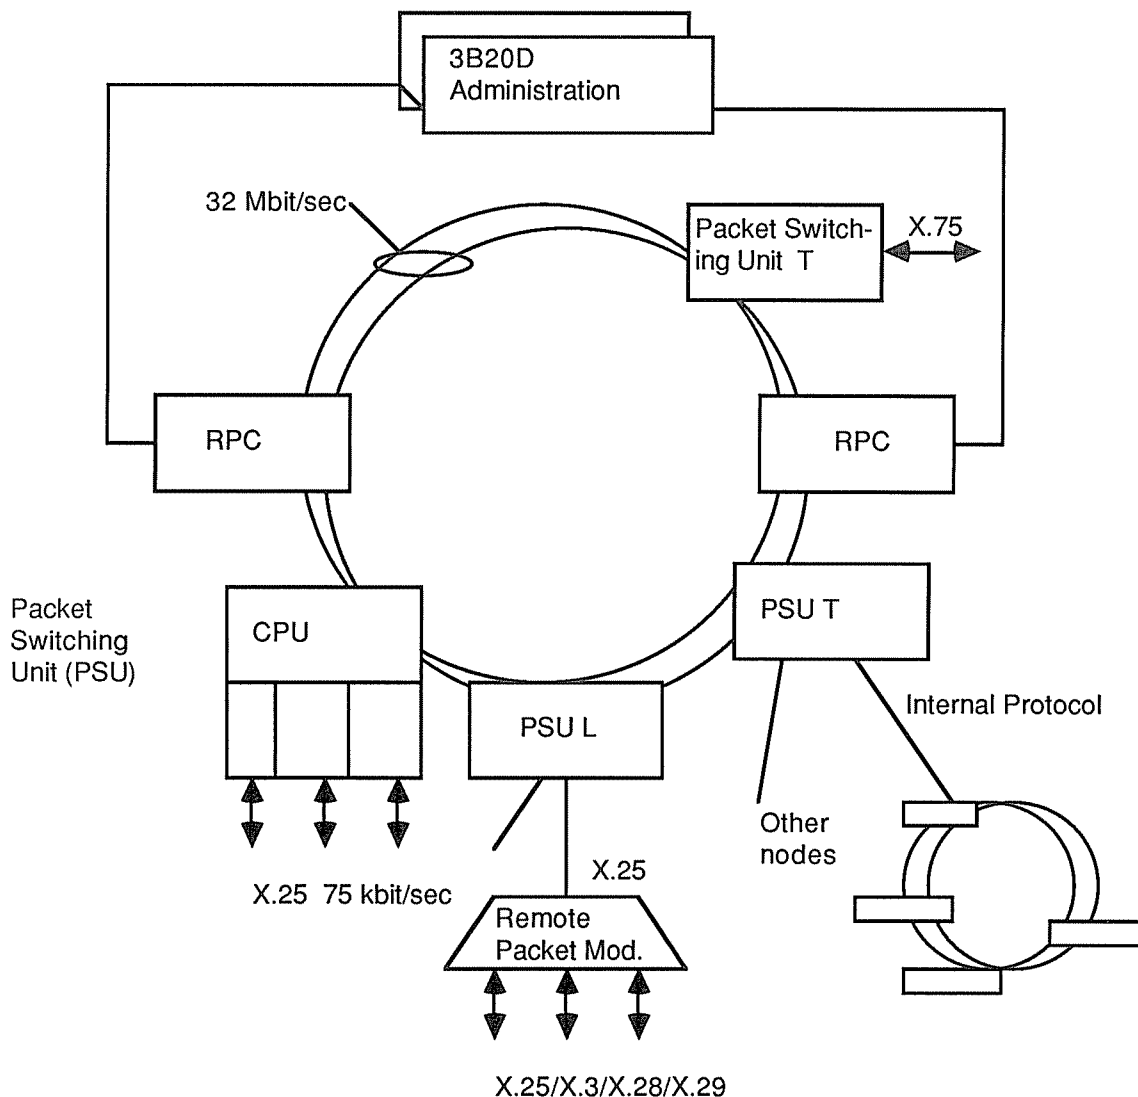 3B20D
Administration
32 Mbit/sec
Packet Switch-
ing Unit T
X.75
RPC
RPC
Packet
Switching
Unit (PSU)
CPU
PSU T
PSU L
Internal Protocol
Other
nodes
X.25 75 kbit/sec
X.25
Remote
Packet Mod.
X.25/X.3/X.28/X.29